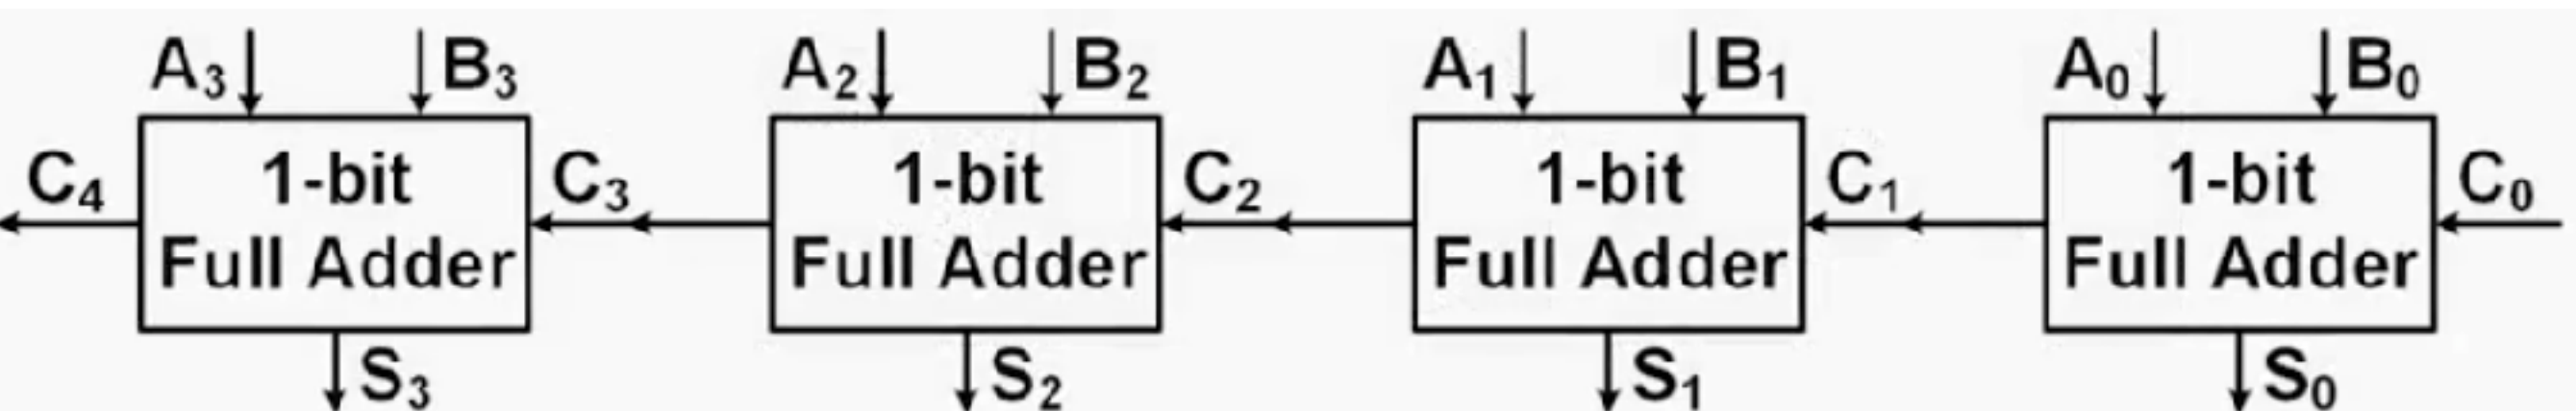 A₃ B₃ A₂ B₂ A₁ B₁ A₀ B₀
C₄ 1-bit C₃ 1-bit C₂ 1-bit C₁ 1-bit C₀
Full Adder Full Adder Full Adder Full Adder
S₃ S₂ S₁ S₀